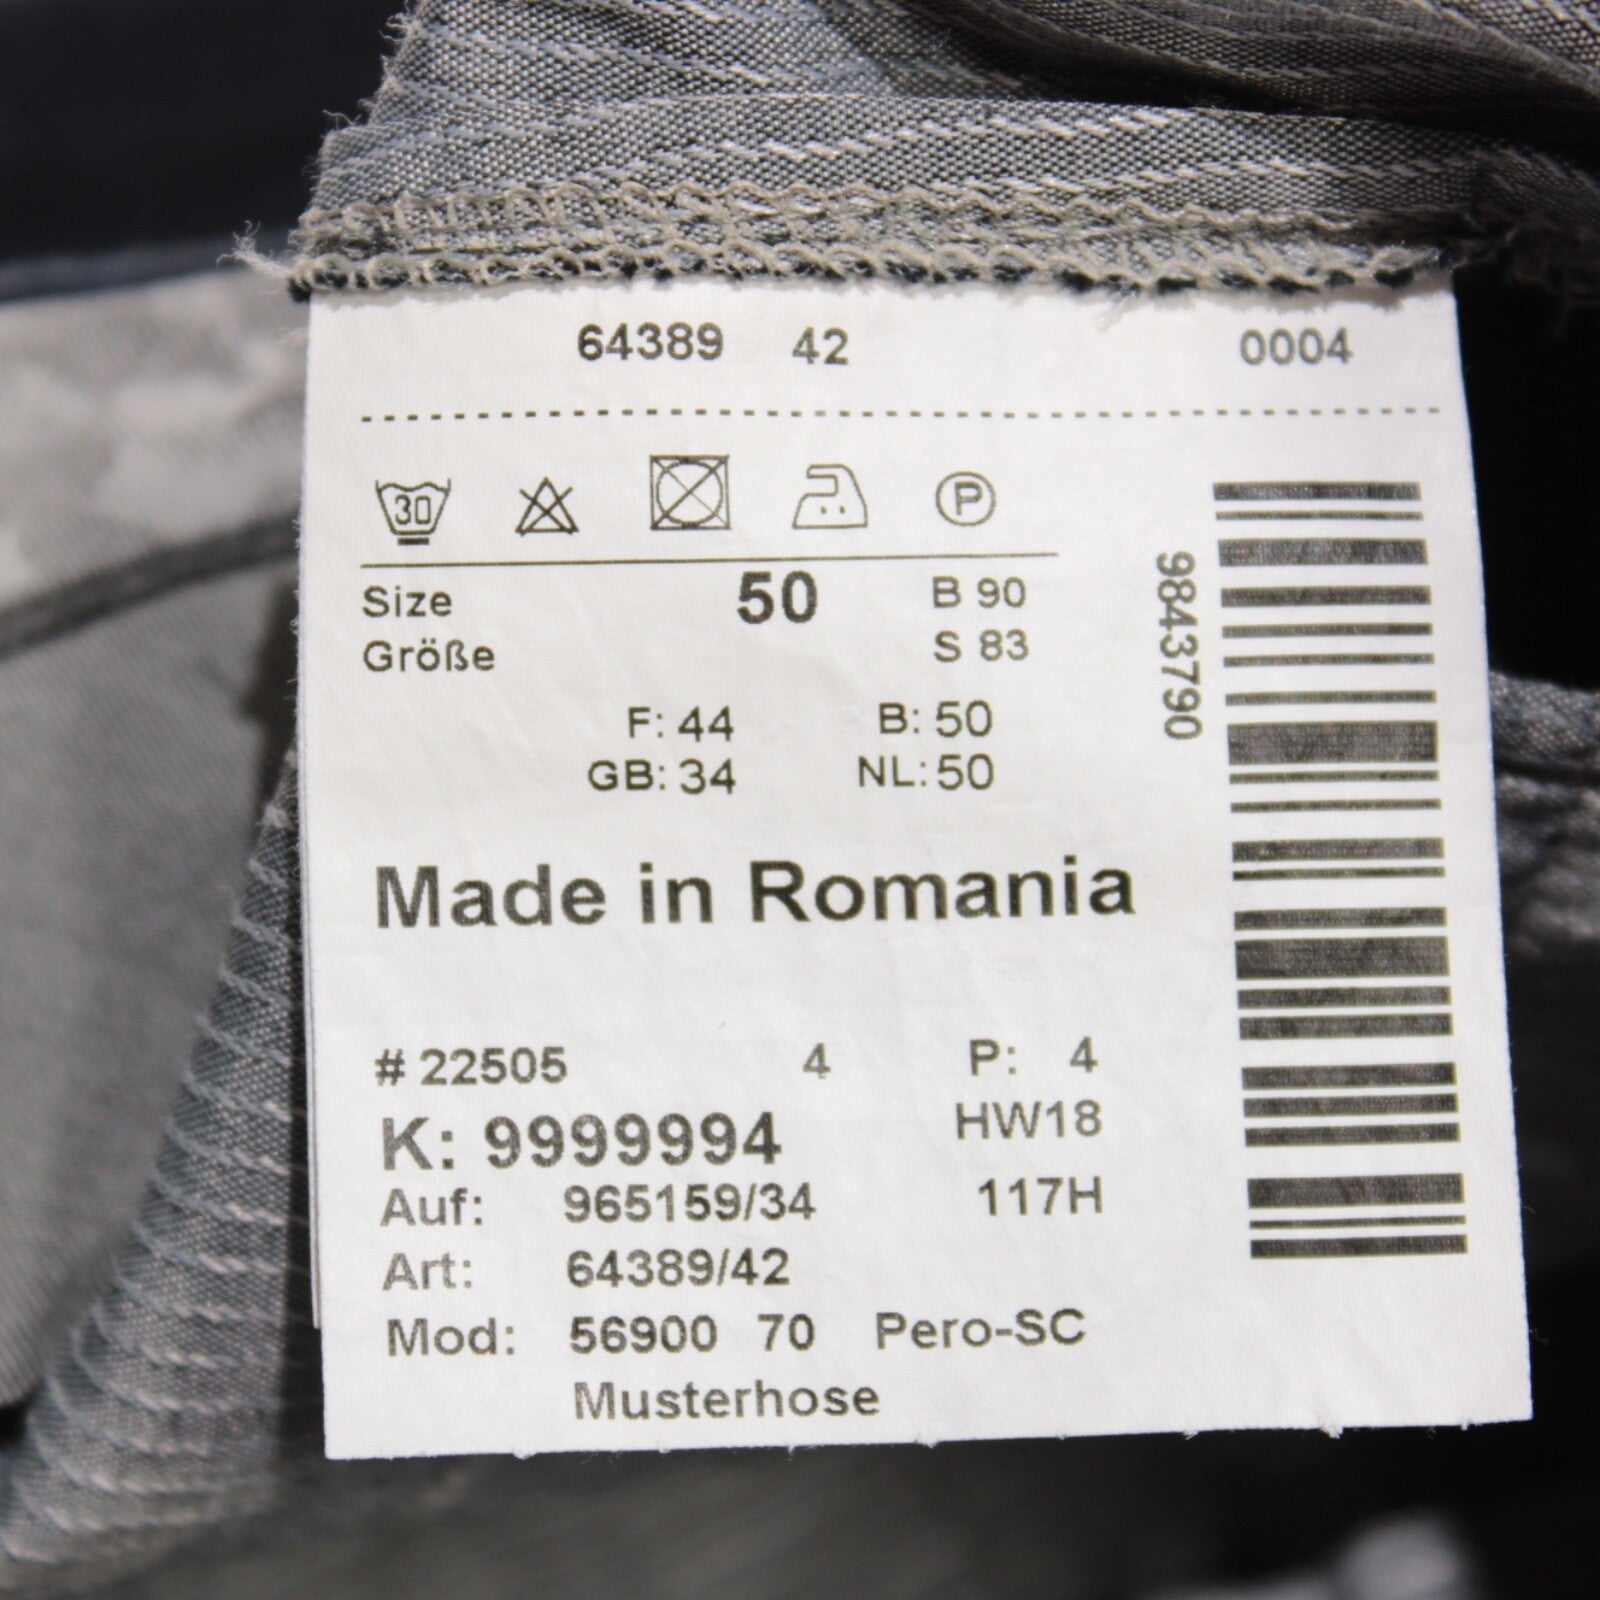 64389 42 0004
30 P
Size 50 B 90
Größe S 83
F: 44 B: 50
GB: 34 NL: 50
9843790
Made in Romania
# 22505 4 P: 4
K: 9999994 HW18
Auf: 965159/34 117H
Art: 64389/42
Mod: 56900 70 Pero-SC
Musterhose